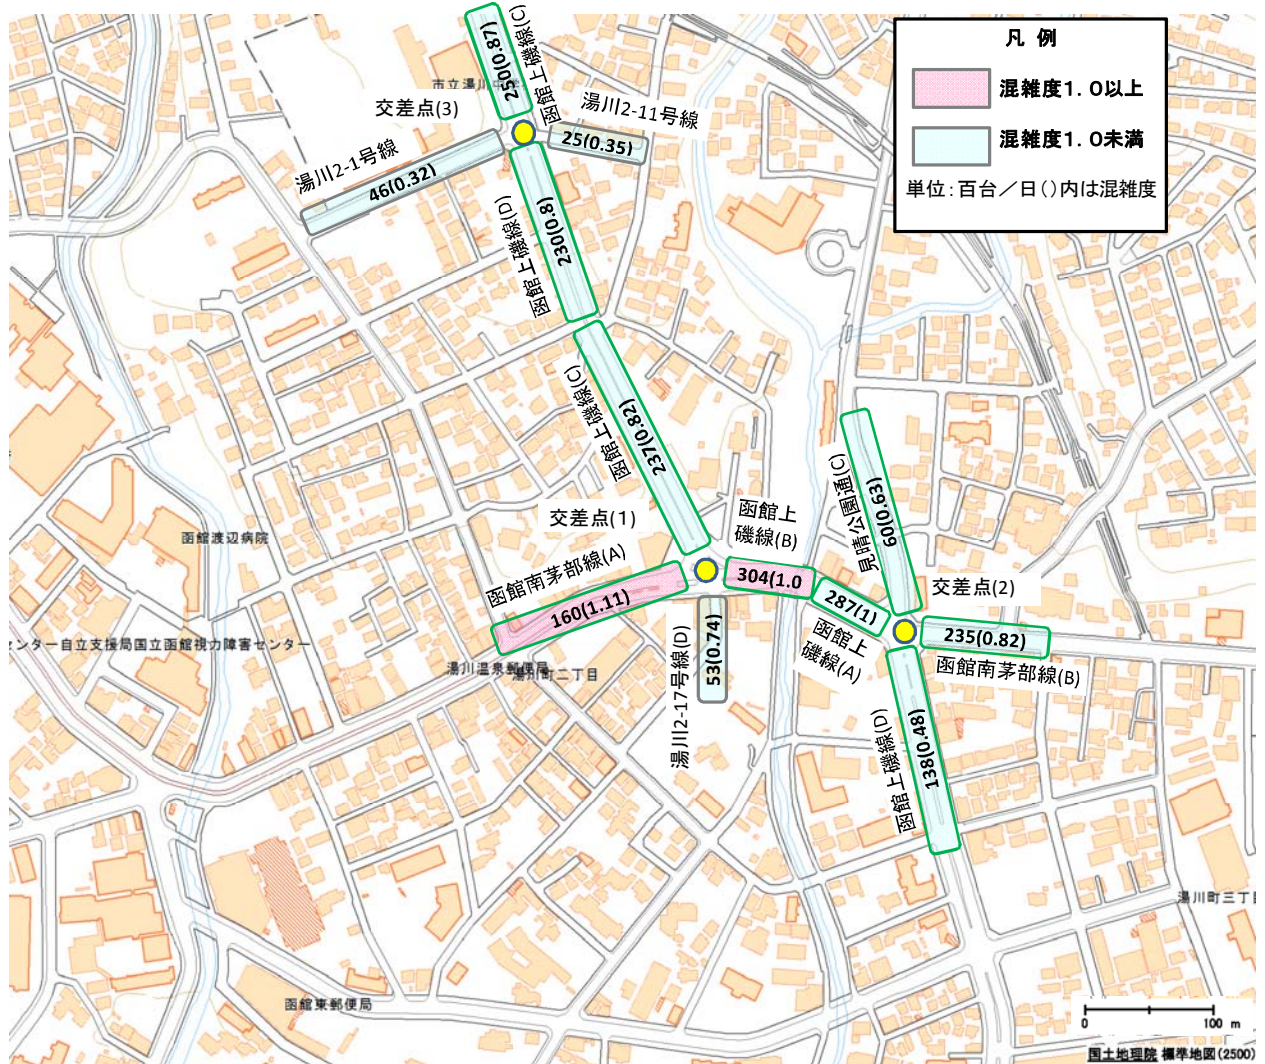 凡 例
混雑度1.0以上
混雑度1.0未満
単位:百台/日()内は混雑度
250(0.87)
函館上磯線(C)
市立湯川中学校
交差点(3)
湯川2-11号線
25(0.35)
湯川2-1号線
46(0.32)
230(0.8)
函館上磯線(D)
237(0.82)
函館上磯線(C)
見晴公園通(C)
60(0.63)
交差点(1)
函館上
磯線(B)
函館渡辺病院
函館南茅部線(A)
160(1.11)
304(1.0
287(1)
交差点(2)
235(0.82)
函館南茅部線(B)
函館上
磯線(A)
53(0.74)
湯川2-17号線(D)
センター自立支援局国立函館視力障害センター
湯川温泉郵便局
湯川町二丁目
函館上磯線(D)
138(0.48)
湯川町三丁目
函館東郵便局
0 100 m
国土地理院 標準地図(2500)